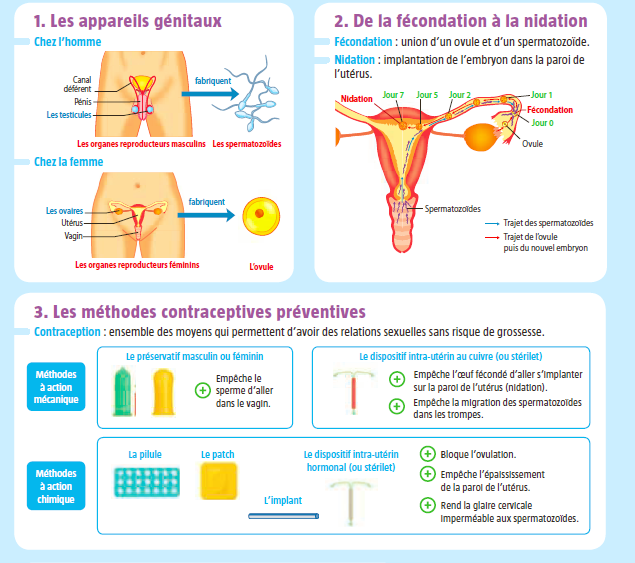 1. Les appareils génitaux
Chez l'homme
Canal
déférent
Pénis
Les testicules
fabriquent
Les organes reproducteurs masculins
Les spermatozoïdes
Chez la femme
Les ovaires
Utérus
Vagin
fabriquent
Les organes reproducteurs féminins
L'ovule
2. De la fécondation à la nidation
Fécondation : union d'un ovule et d'un spermatozoïde.
Nidation : implantation de l'embryon dans la paroi de
l'utérus.
Nidation
Jour 7
Jour 5
Jour 2
Jour 1
Fécondation
Jour 0
Ovule
Spermatozoïdes
Trajet des spermatozoïdes
Trajet de l'ovule
puis du nouvel embryon
3. Les méthodes contraceptives préventives
Contraception : ensemble des moyens qui permettent d'avoir des relations sexuelles sans risque de grossesse.
Méthodes
à action
mécanique
Le préservatif masculin ou féminin
Empêche le
sperme d'aller
dans le vagin.
Le dispositif intra-utérin au cuivre (ou stérilet)
Empêche l'œuf fécondé d'aller s'implanter
sur la paroi de l'utérus (nidation).
Empêche la migration des spermatozoïdes
dans les trompes.
Méthodes
à action
chimique
La pilule
Le patch
L'implant
Le dispositif intra-utérin
hormonal (ou stérilet)
Bloque l'ovulation.
Empêche l'épaississement
de la paroi de l'utérus.
Rend la glaire cervicale
imperméable aux spermatozoïdes.